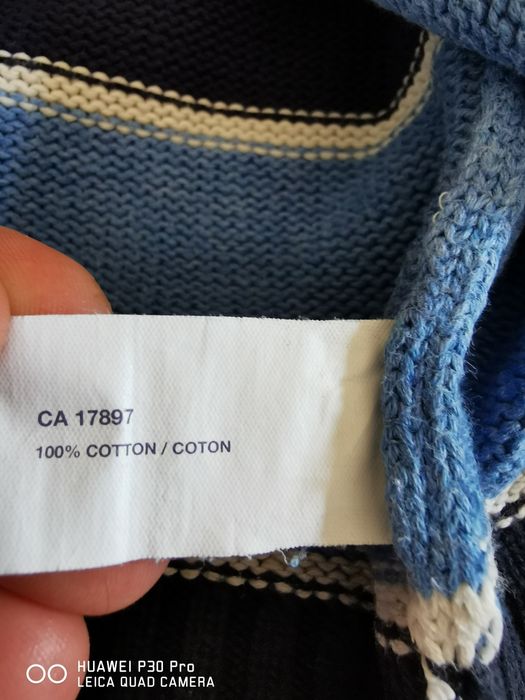 CA 17897
100% COTTON / COTON
HUAWEI P30 Pro
LEICA QUAD CAMERA